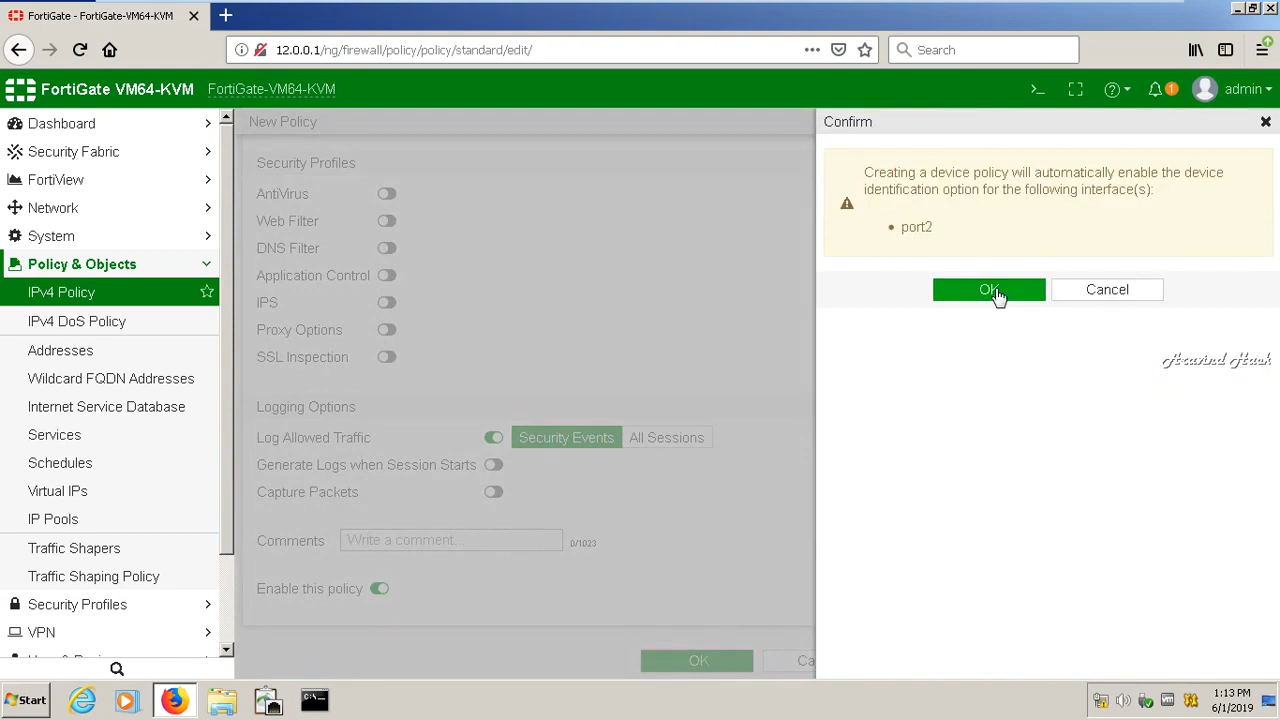 FortiGate - FortiGate-VM64-KVM
12.0.0.1/ng/firewall/policy/policy/standard/edit/
Search
FortiGate VM64-KVM
FortiGate-VM64-KVM
1
admin
Dashboard
Security Fabric
FortiView
Network
System
Policy & Objects
IPv4 Policy
IPv4 DoS Policy
Addresses
Wildcard FQDN Addresses
Internet Service Database
Services
Schedules
Virtual IPs
IP Pools
Traffic Shapers
Traffic Shaping Policy
Security Profiles
VPN
New Policy
Security Profiles
AntiVirus
Web Filter
DNS Filter
Application Control
IPS
Proxy Options
SSL Inspection
Logging Options
Log Allowed Traffic
Security Events
All Sessions
Generate Logs when Session Starts
Capture Packets
Comments
Write a comment...
0/1023
Enable this policy
OK
Ca
Confirm
Creating a device policy will automatically enable the device
identification option for the following interface(s):
port2
OK
Cancel
Aravind Hask
Start
1:13 PM
6/1/2019